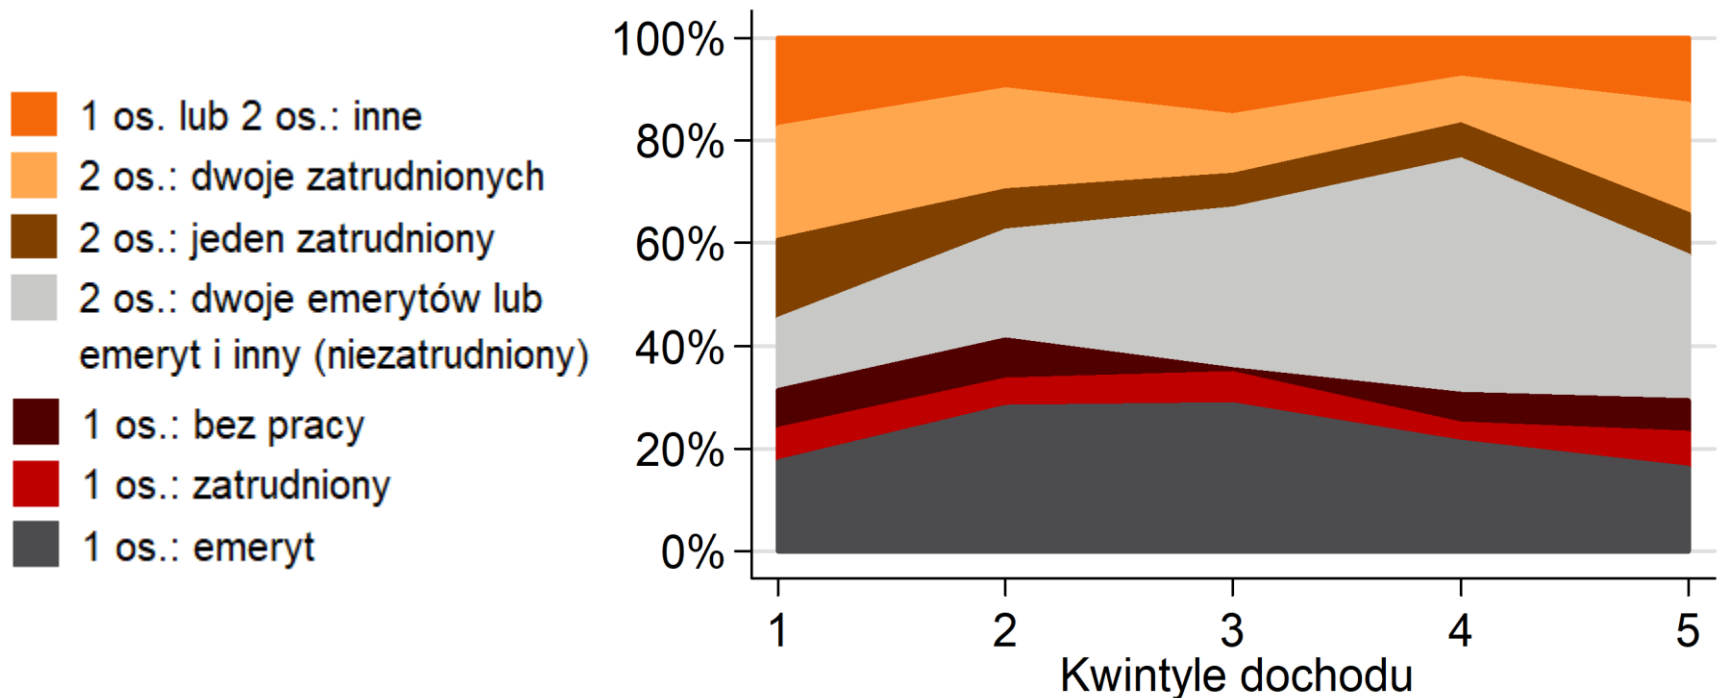 1 os. lub 2 os.: inne
2 os.: dwoje zatrudnionych
2 os.: jeden zatrudniony
2 os.: dwoje emerytów lub
emeryt i inny (niezatrudniony)
1 os.: bez pracy
1 os.: zatrudniony
1 os.: emeryt
100%
80%
60%
40%
20%
0%
1 2 3 4 5
Kwintyle dochodu